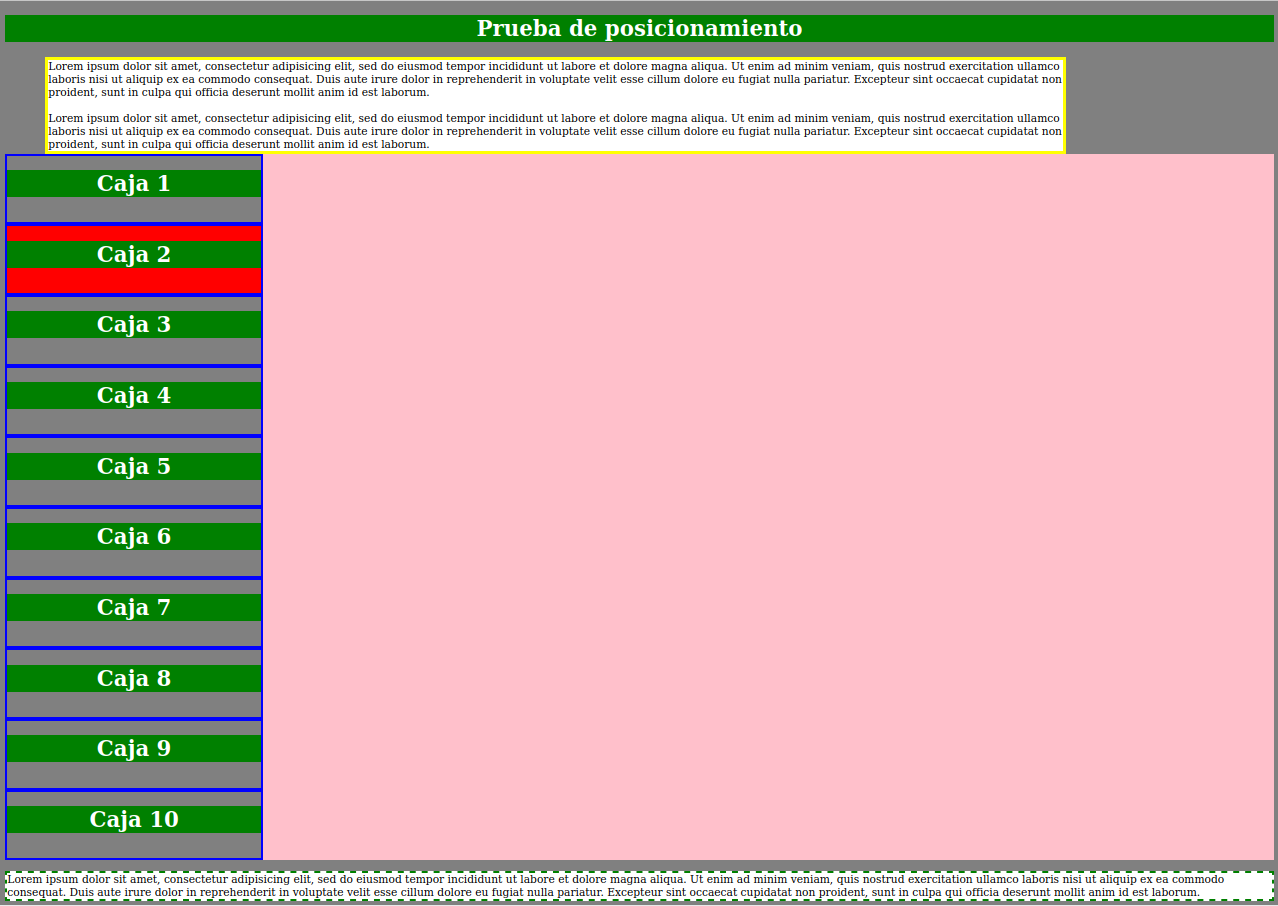 Prueba de posicionamiento
Lorem ipsum dolor sit amet, consectetur adipisicing elit, sed do eiusmod tempor incididunt ut labore et dolore magna aliqua. Ut enim ad minim veniam, quis nostrud exercitation ullamco
laboris nisi ut aliquip ex ea commodo consequat. Duis aute irure dolor in reprehenderit in voluptate velit esse cillum dolore eu fugiat nulla pariatur. Excepteur sint occaecat cupidatat non
proident, sunt in culpa qui officia deserunt mollit anim id est laborum.
Lorem ipsum dolor sit amet, consectetur adipisicing elit, sed do eiusmod tempor incididunt ut labore et dolore magna aliqua. Ut enim ad minim veniam, quis nostrud exercitation ullamco
laboris nisi ut aliquip ex ea commodo consequat. Duis aute irure dolor in reprehenderit in voluptate velit esse cillum dolore eu fugiat nulla pariatur. Excepteur sint occaecat cupidatat non
proident, sunt in culpa qui officia deserunt mollit anim id est laborum.
Caja 1
Caja 2
Caja 3
Caja 4
Caja 5
Caja 6
Caja 7
Caja 8
Caja 9
Caja 10
Lorem ipsum dolor sit amet, consectetur adipisicing elit, sed do eiusmod tempor incididunt ut labore et dolore magna aliqua. Ut enim ad minim veniam, quis nostrud exercitation ullamco laboris nisi ut aliquip ex ea commodo
consequat. Duis aute irure dolor in reprehenderit in voluptate velit esse cillum dolore eu fugiat nulla pariatur. Excepteur sint occaecat cupidatat non proident, sunt in culpa qui officia deserunt mollit anim id est laborum.